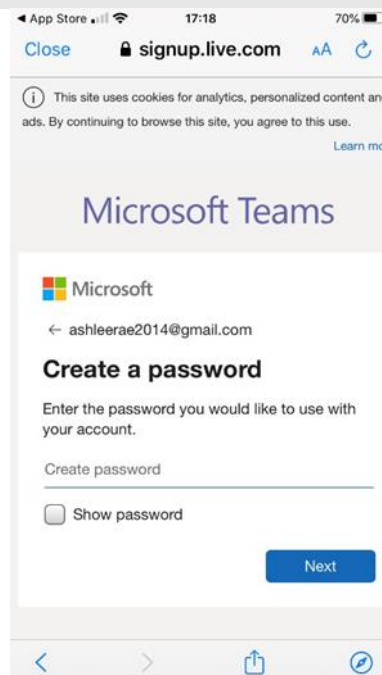 App Store 17:18 70%
Close signup.live.com AA
This site uses cookies for analytics, personalized content an
ads. By continuing to browse this site, you agree to this use.
Learn mo
Microsoft Teams
Microsoft
ashleerae2014@gmail.com
Create a password
Enter the password you would like to use with
your account.
Create password
Show password
Next